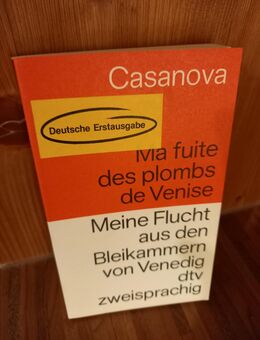 Casanova
Deutsche Erstausgabe
Ma fuite
des plombs
de Venise
Meine Flucht
aus den
Bleikammern
von Venedig
dtv
zweisprachig